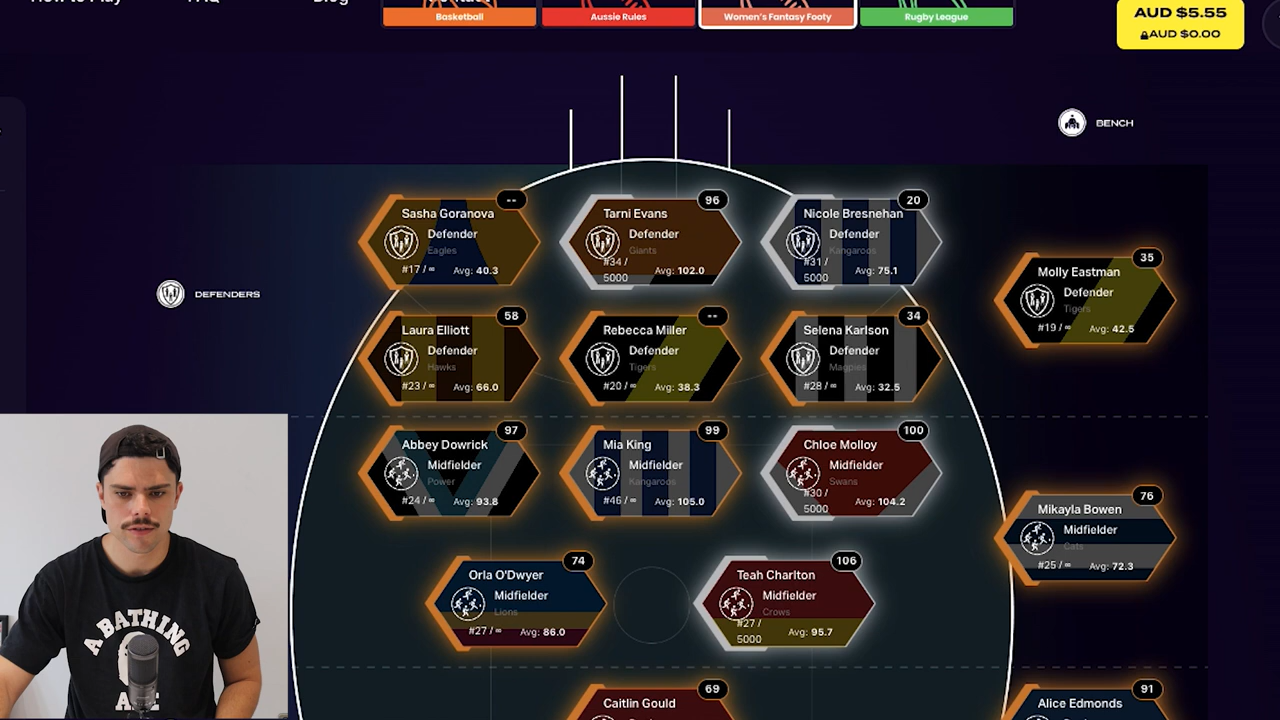 How to Play
FAQ
Blog
Basketball
Aussie Rules
Women's Fantasy Footy
Rugby League
AUD $5.55
AUD $0.00
BENCH
DEFENDERS
--
Sasha Goranova
Defender
Eagles
#17 / ∞ Avg: 40.3
96
Tarni Evans
Defender
Giants
#34 /
5000 Avg: 102.0
20
Nicole Bresnehan
Defender
Kangaroos
#31 /
5000 Avg: 75.1
35
Molly Eastman
Defender
Tigers
#19 / ∞ Avg: 42.5
58
Laura Elliott
Defender
Hawks
#23 / ∞ Avg: 66.0
--
Rebecca Miller
Defender
Tigers
#20 / ∞ Avg: 38.3
34
Selena Karlson
Defender
Magpies
#28 / ∞ Avg: 32.5
97
Abbey Dowrick
Midfielder
Power
#24 / ∞ Avg: 93.8
99
Mia King
Midfielder
Kangaroos
#46 / ∞ Avg: 105.0
100
Chloe Molloy
Midfielder
Swans
#30 /
5000 Avg: 104.2
76
Mikayla Bowen
Midfielder
Cats
#25 / ∞ Avg: 72.3
74
Orla O'Dwyer
Midfielder
Lions
#27 / ∞ Avg: 86.0
106
Teah Charlton
Midfielder
Crows
#27 /
5000 Avg: 95.7
69
Caitlin Gould
91
Alice Edmonds
A BATHING
APE